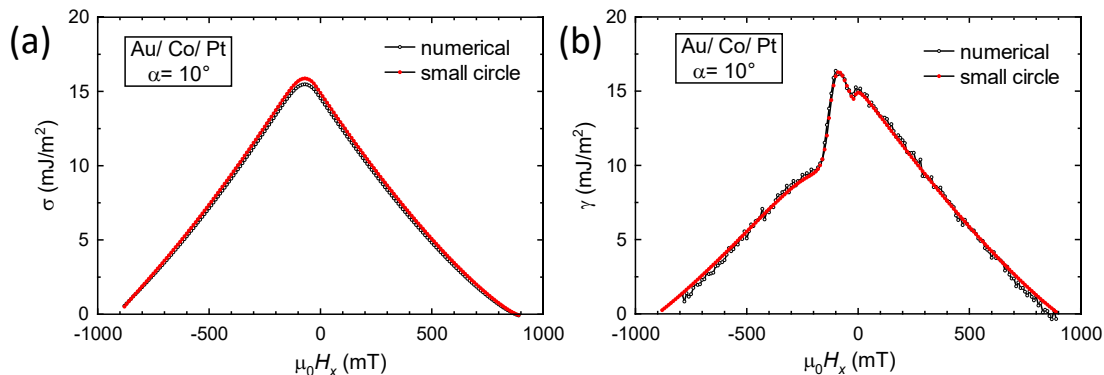 (a)
20
15
10
5
0
σ (mJ/m²)
Au/ Co/ Pt
α= 10°
numerical
small circle
-1000 -500 0 500 1000
μ₀Hₓ (mT)
(b)
20
15
10
5
0
γ (mJ/m²)
Au/ Co/ Pt
α= 10°
numerical
small circle
-1000 -500 0 500 1000
μ₀Hₓ (mT)